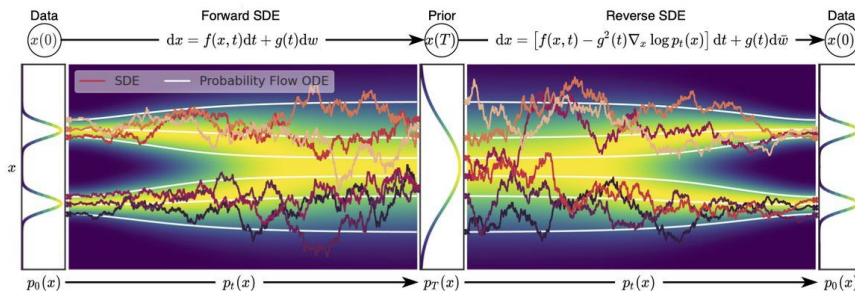 Data Forward SDE Prior Reverse SDE Data
x(0) dx = f(x, t)dt + g(t)dw x(T) dx = [f(x, t) − g²(t)∇ₓ log pₜ(x)] dt + g(t)dw̄ x(0)
SDE Probability Flow ODE
x
p₀(x) pₜ(x) p_T(x) pₜ(x) p₀(x)